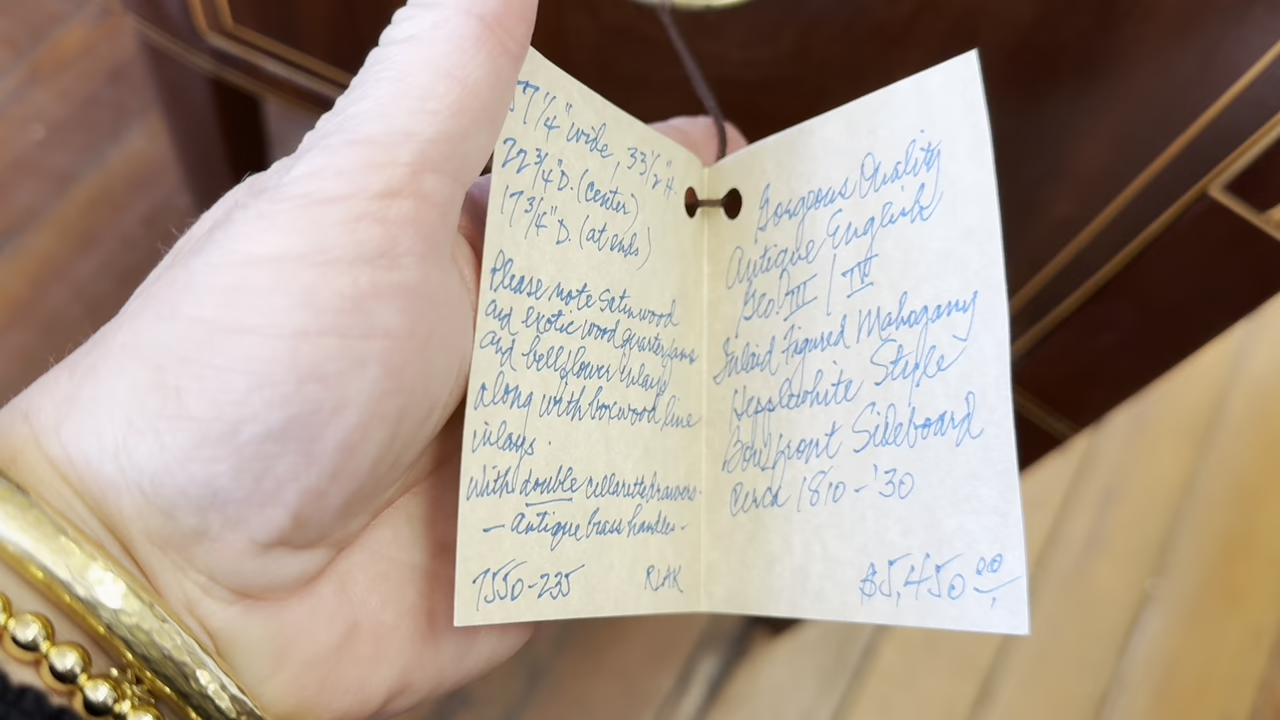 57 1/4" wide, 33 1/2" H.
22 3/4" D. (center)
17 3/4" D. (at ends)
Please note Satinwood
and exotic wood quarterfans
and bellflower inlays
along with boxwood line
inlays.
With double cellarette drawers.
— antique brass handles —
7550-235 RLAK
Gorgeous Quality
Antique English
Geo. III / IV
Inlaid Figured Mahogany
Hepplewhite Style
Bowfront Sideboard
Circa 1810-'30
$5,450.00